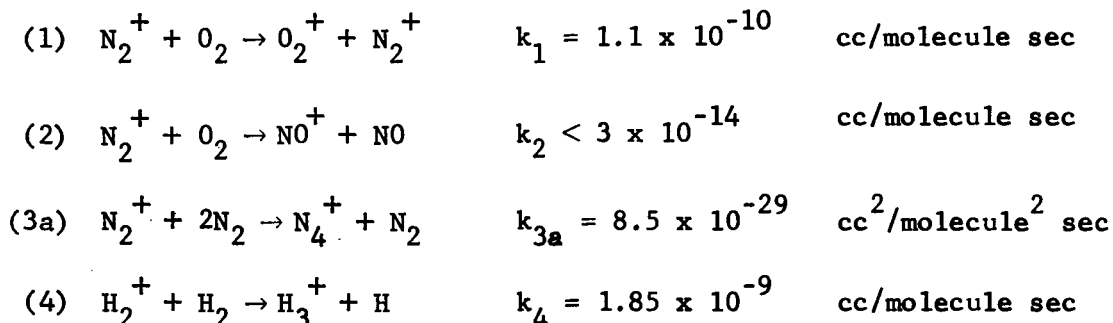 (1) N₂⁺ + O₂ → O₂⁺ + N₂⁺ k₁ = 1.1 x 10⁻¹⁰ cc/molecule sec
(2) N₂⁺ + O₂ → NO⁺ + NO k₂ < 3 x 10⁻¹⁴ cc/molecule sec
(3a) N₂⁺ + 2N₂ → N₄⁺ + N₂ k₃ₐ = 8.5 x 10⁻²⁹ cc²/molecule² sec
(4) H₂⁺ + H₂ → H₃⁺ + H k₄ = 1.85 x 10⁻⁹ cc/molecule sec